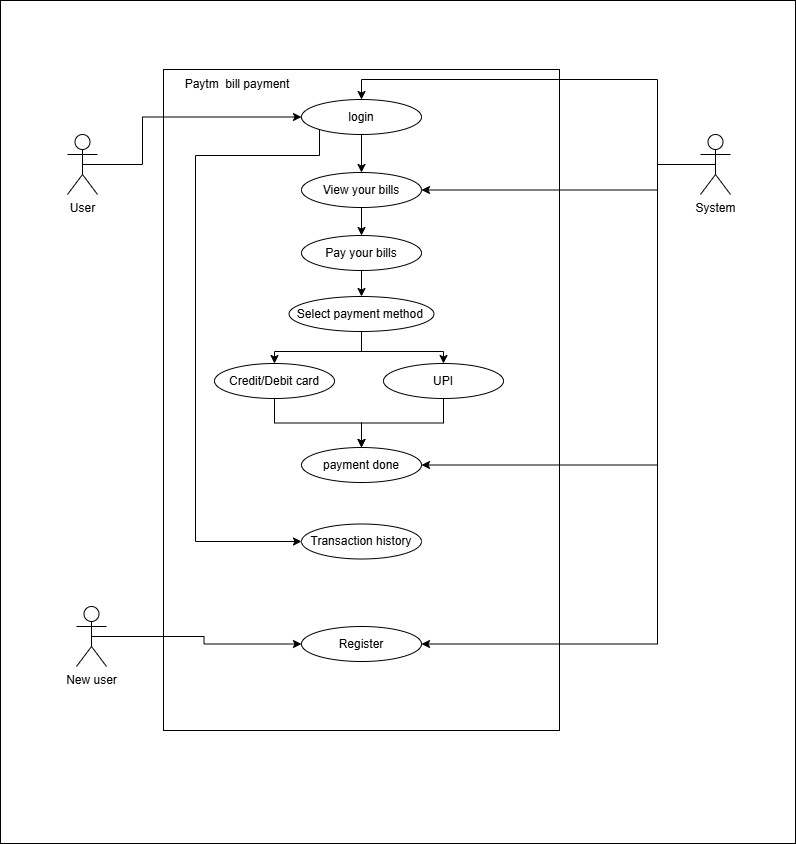 Paytm  bill payment
login
User
System
View your bills
Pay your bills
Select payment method
Credit/Debit card
UPI
payment done
Transaction history
Register
New user